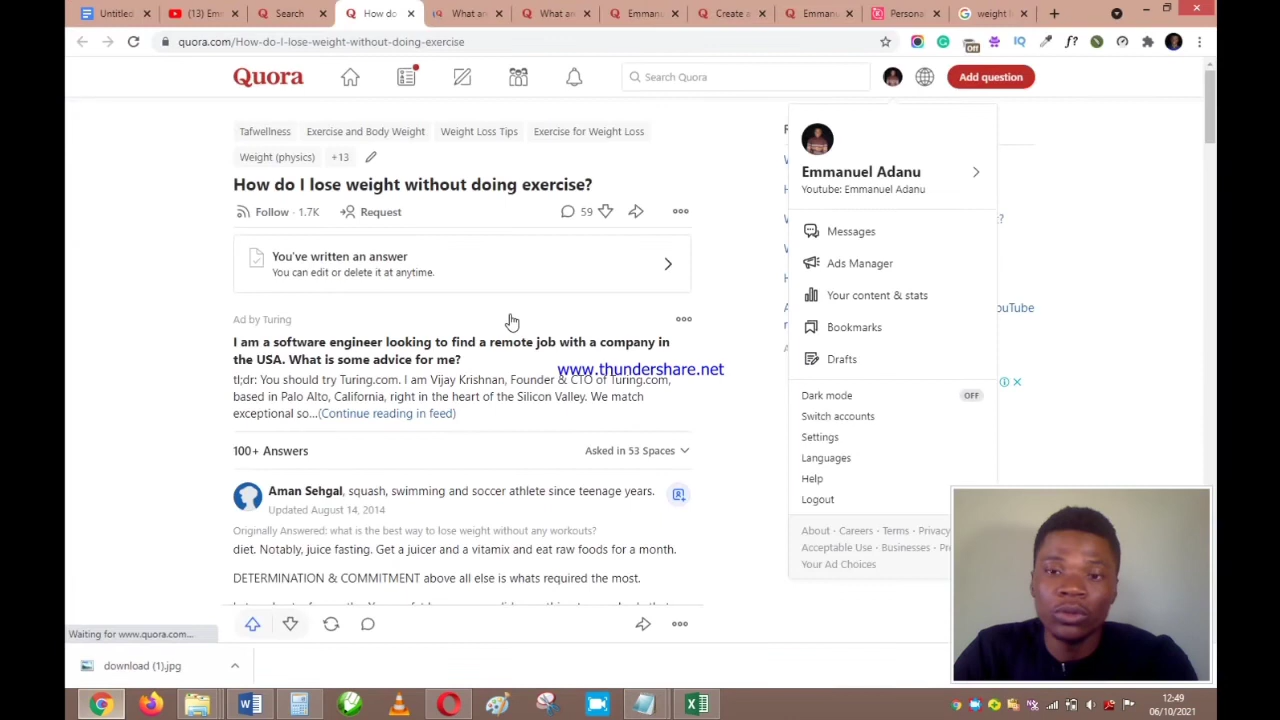 Untitled
(13) Em
Search
How do
What an
What an
Emmanu
Create a
Emmanu
Persona
weight l
quora.com/How-do-I-lose-weight-without-doing-exercise
Off
IQ
f?
Quora
Search Quora
Add question
Tafwellness
Exercise and Body Weight
Weight Loss Tips
Exercise for Weight Loss
Weight (physics)
+13
How do I lose weight without doing exercise?
Follow · 1.7K
Request
59
You've written an answer
You can edit or delete it at anytime.
Ad by Turing
I am a software engineer looking to find a remote job with a company in
the USA. What is some advice for me?
tl;dr: You should try Turing.com. I am Vijay Krishnan, Founder & CTO of Turing.com,
based in Palo Alto, California, right in the heart of the Silicon Valley. We match
exceptional so...(Continue reading in feed)
www.thundershare.net
100+ Answers
Asked in 53 Spaces
Aman Sehgal, squash, swimming and soccer athlete since teenage years.
Updated August 14, 2014
Originally Answered: what is the best way to lose weight without any workouts?
diet. Notably, juice fasting. Get a juicer and a vitamix and eat raw foods for a month.
DETERMINATION & COMMITMENT above all else is whats required the most.
Emmanuel Adanu
Youtube: Emmanuel Adanu
Messages
Ads Manager
Your content & stats
Bookmarks
Drafts
Dark mode
OFF
Switch accounts
Settings
Languages
Help
Logout
About · Careers · Terms · Privacy
Acceptable Use · Businesses · Pr
Your Ad Choices
Waiting for www.quora.com...
download (1).jpg
12:49
06/10/2021